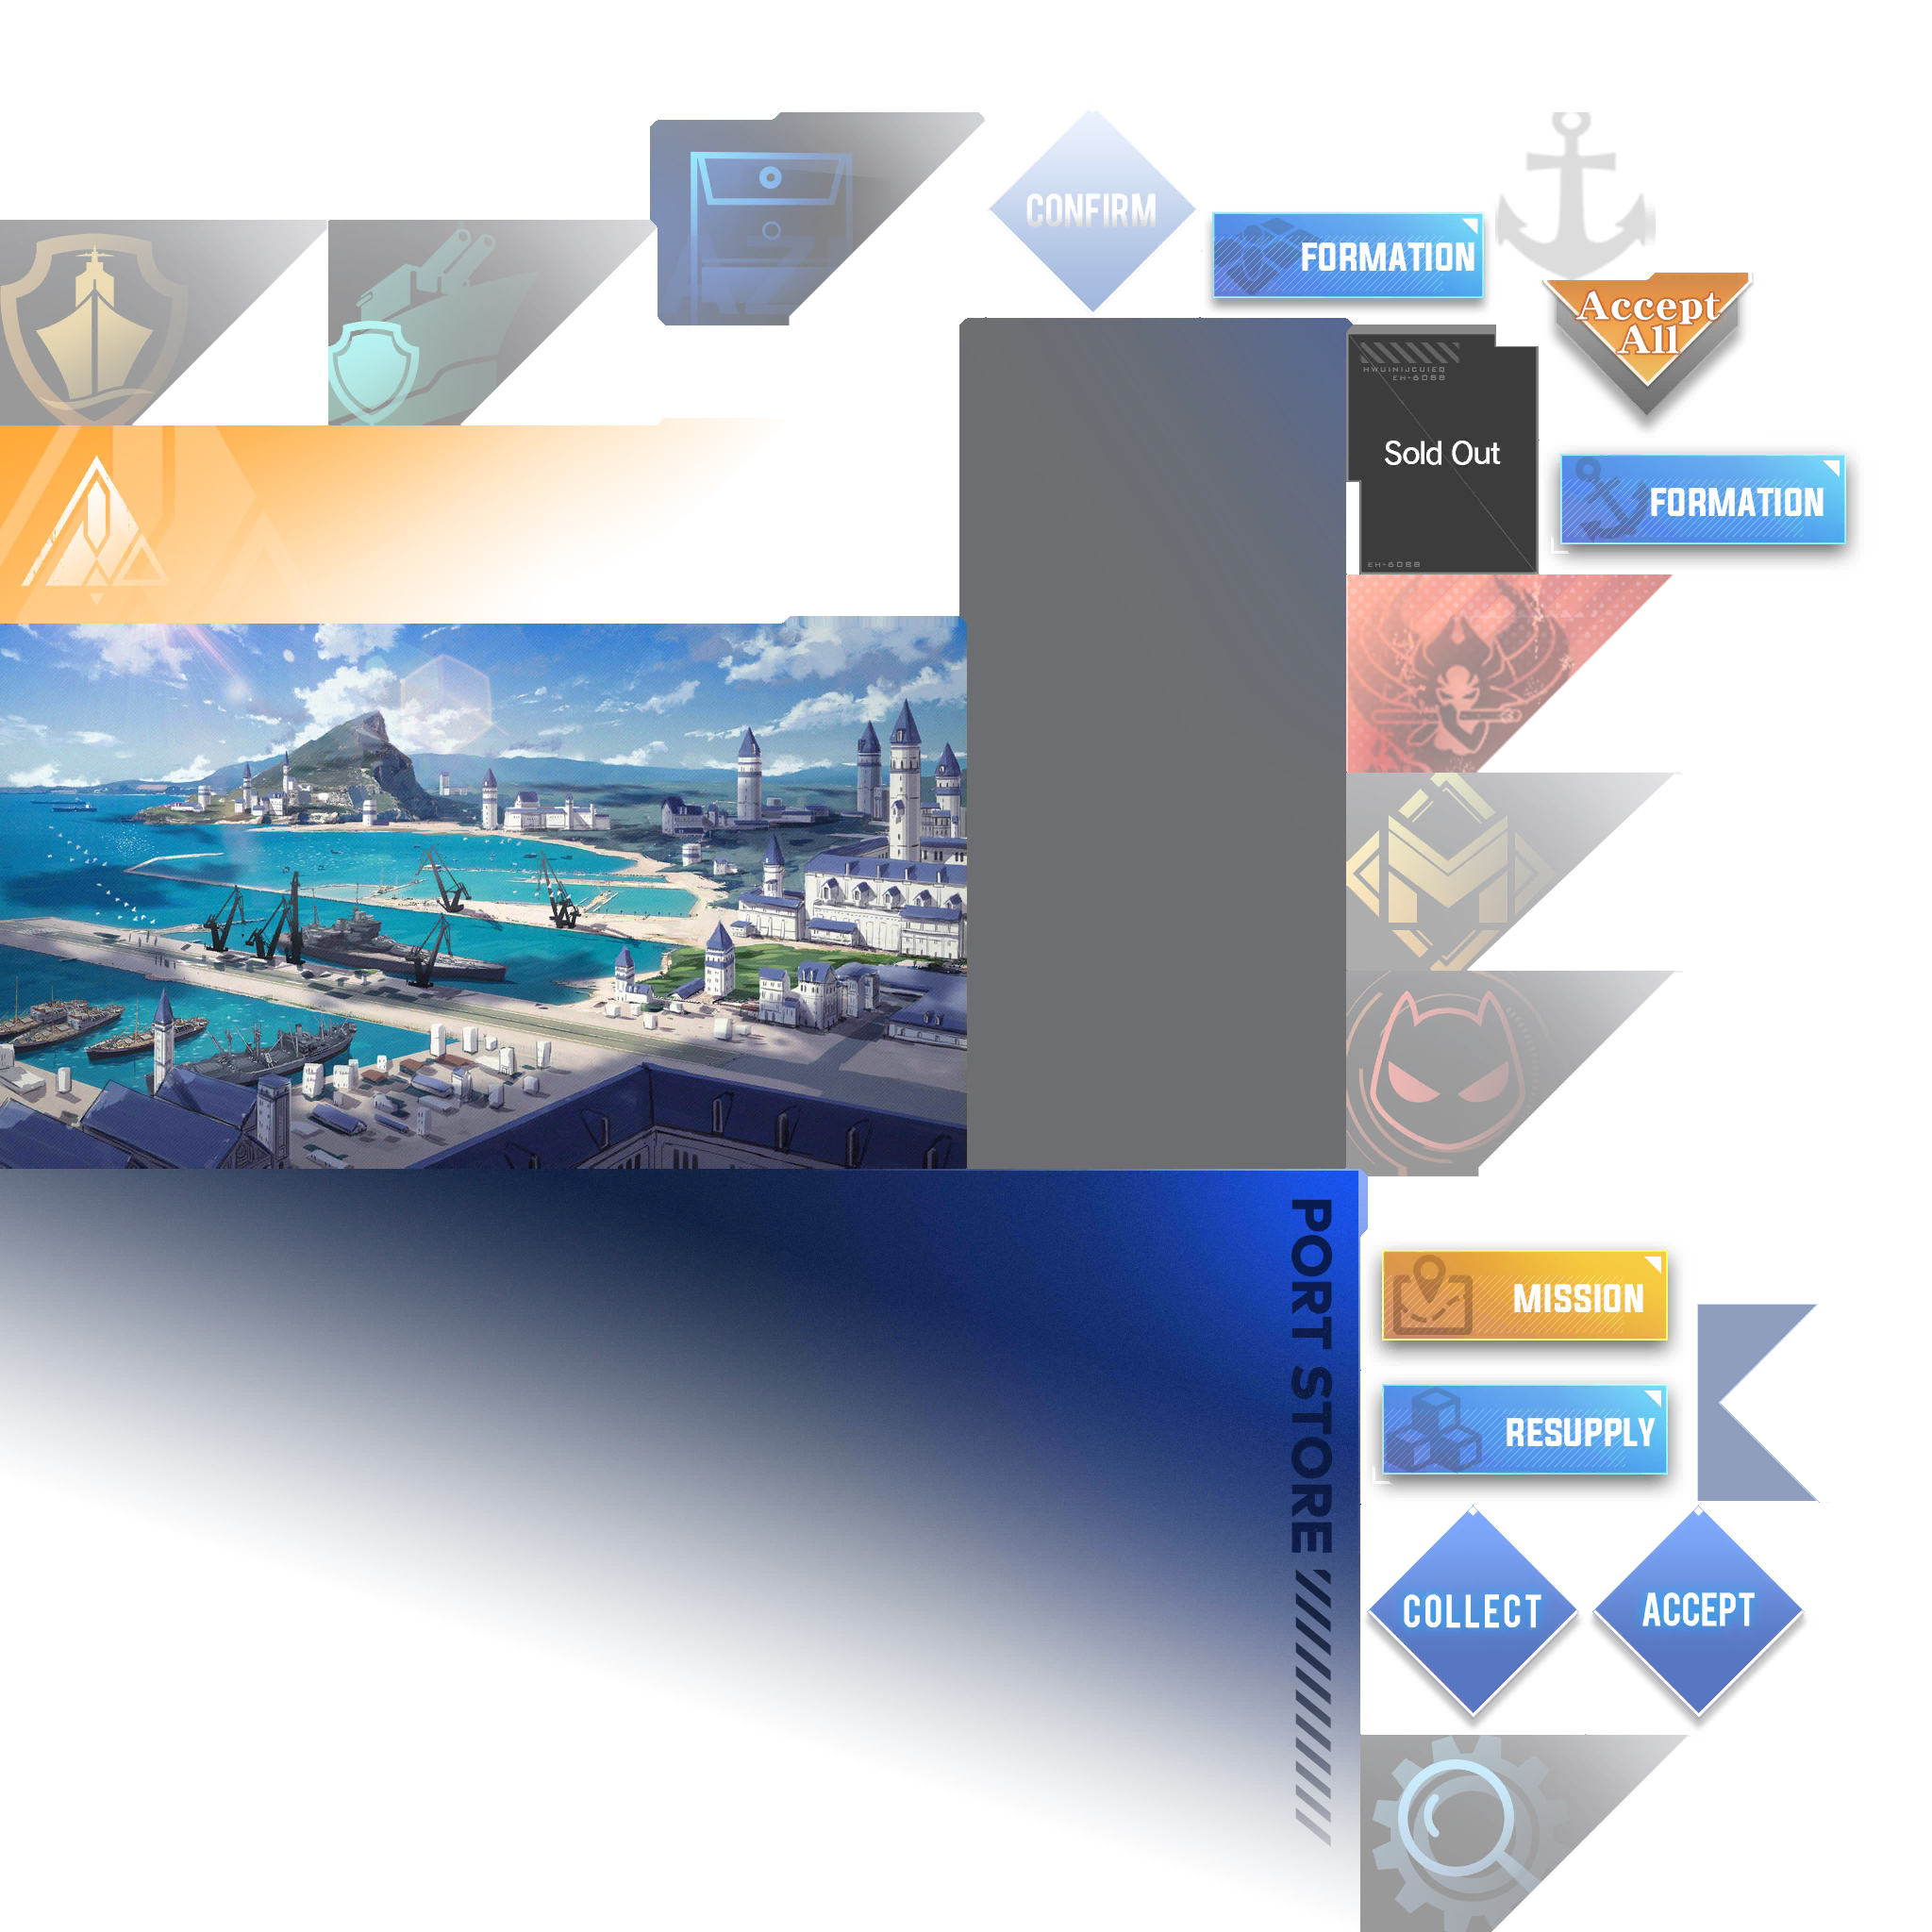 CONFIRM
FORMATION
Accept
All
HWUINIJCUIEQ
EH-6088
Sold Out
EH-6088
FORMATION
PORT STORE
MISSION
RESUPPLY
COLLECT
ACCEPT